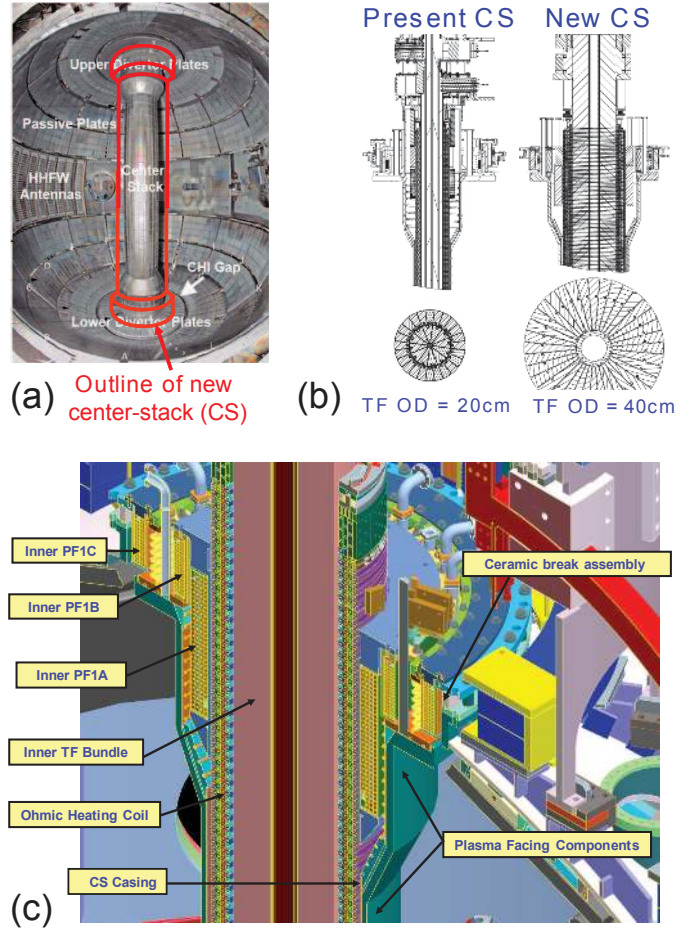 Upper Divertor Plates
Passive Plates
HHFW
Antennas
Center
Stack
CHI Gap
Lower Divertor Plates
(a)
Outline of new
center-stack (CS)
Present CS
New CS
(b)
TF OD = 20cm
TF OD = 40cm
Inner PF1C
Inner PF1B
Inner PF1A
Inner TF Bundle
Ohmic Heating Coil
CS Casing
Ceramic break assembly
Plasma Facing Components
(c)